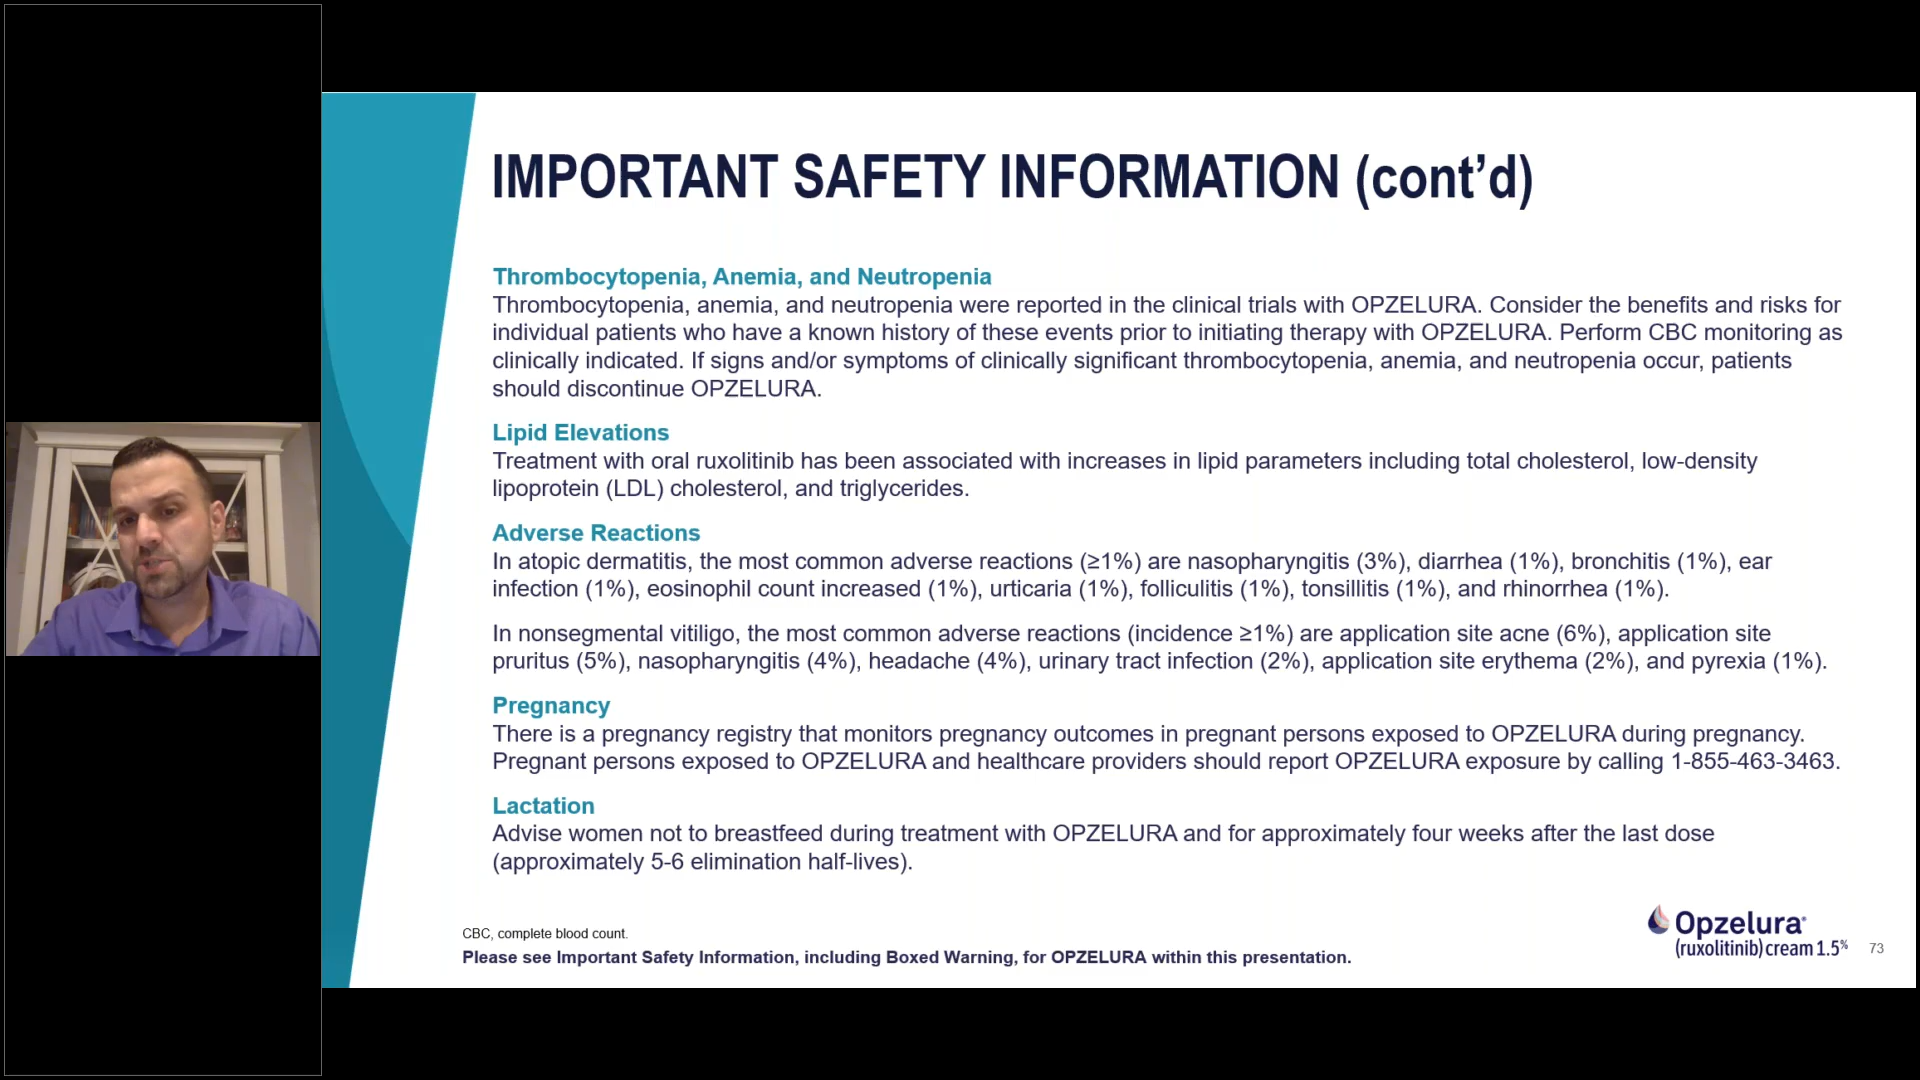 IMPORTANT SAFETY INFORMATION (cont’d)
Thrombocytopenia, Anemia, and Neutropenia
Thrombocytopenia, anemia, and neutropenia were reported in the clinical trials with OPZELURA. Consider the benefits and risks for
individual patients who have a known history of these events prior to initiating therapy with OPZELURA. Perform CBC monitoring as
clinically indicated. If signs and/or symptoms of clinically significant thrombocytopenia, anemia, and neutropenia occur, patients
should discontinue OPZELURA.
Lipid Elevations
Treatment with oral ruxolitinib has been associated with increases in lipid parameters including total cholesterol, low-density
lipoprotein (LDL) cholesterol, and triglycerides.
Adverse Reactions
In atopic dermatitis, the most common adverse reactions (≥1%) are nasopharyngitis (3%), diarrhea (1%), bronchitis (1%), ear
infection (1%), eosinophil count increased (1%), urticaria (1%), folliculitis (1%), tonsillitis (1%), and rhinorrhea (1%).
In nonsegmental vitiligo, the most common adverse reactions (incidence ≥1%) are application site acne (6%), application site
pruritus (5%), nasopharyngitis (4%), headache (4%), urinary tract infection (2%), application site erythema (2%), and pyrexia (1%).
Pregnancy
There is a pregnancy registry that monitors pregnancy outcomes in pregnant persons exposed to OPZELURA during pregnancy.
Pregnant persons exposed to OPZELURA and healthcare providers should report OPZELURA exposure by calling 1-855-463-3463.
Lactation
Advise women not to breastfeed during treatment with OPZELURA and for approximately four weeks after the last dose
(approximately 5-6 elimination half-lives).
CBC, complete blood count.
Please see Important Safety Information, including Boxed Warning, for OPZELURA within this presentation.
Opzelura®
(ruxolitinib) cream 1.5%
73